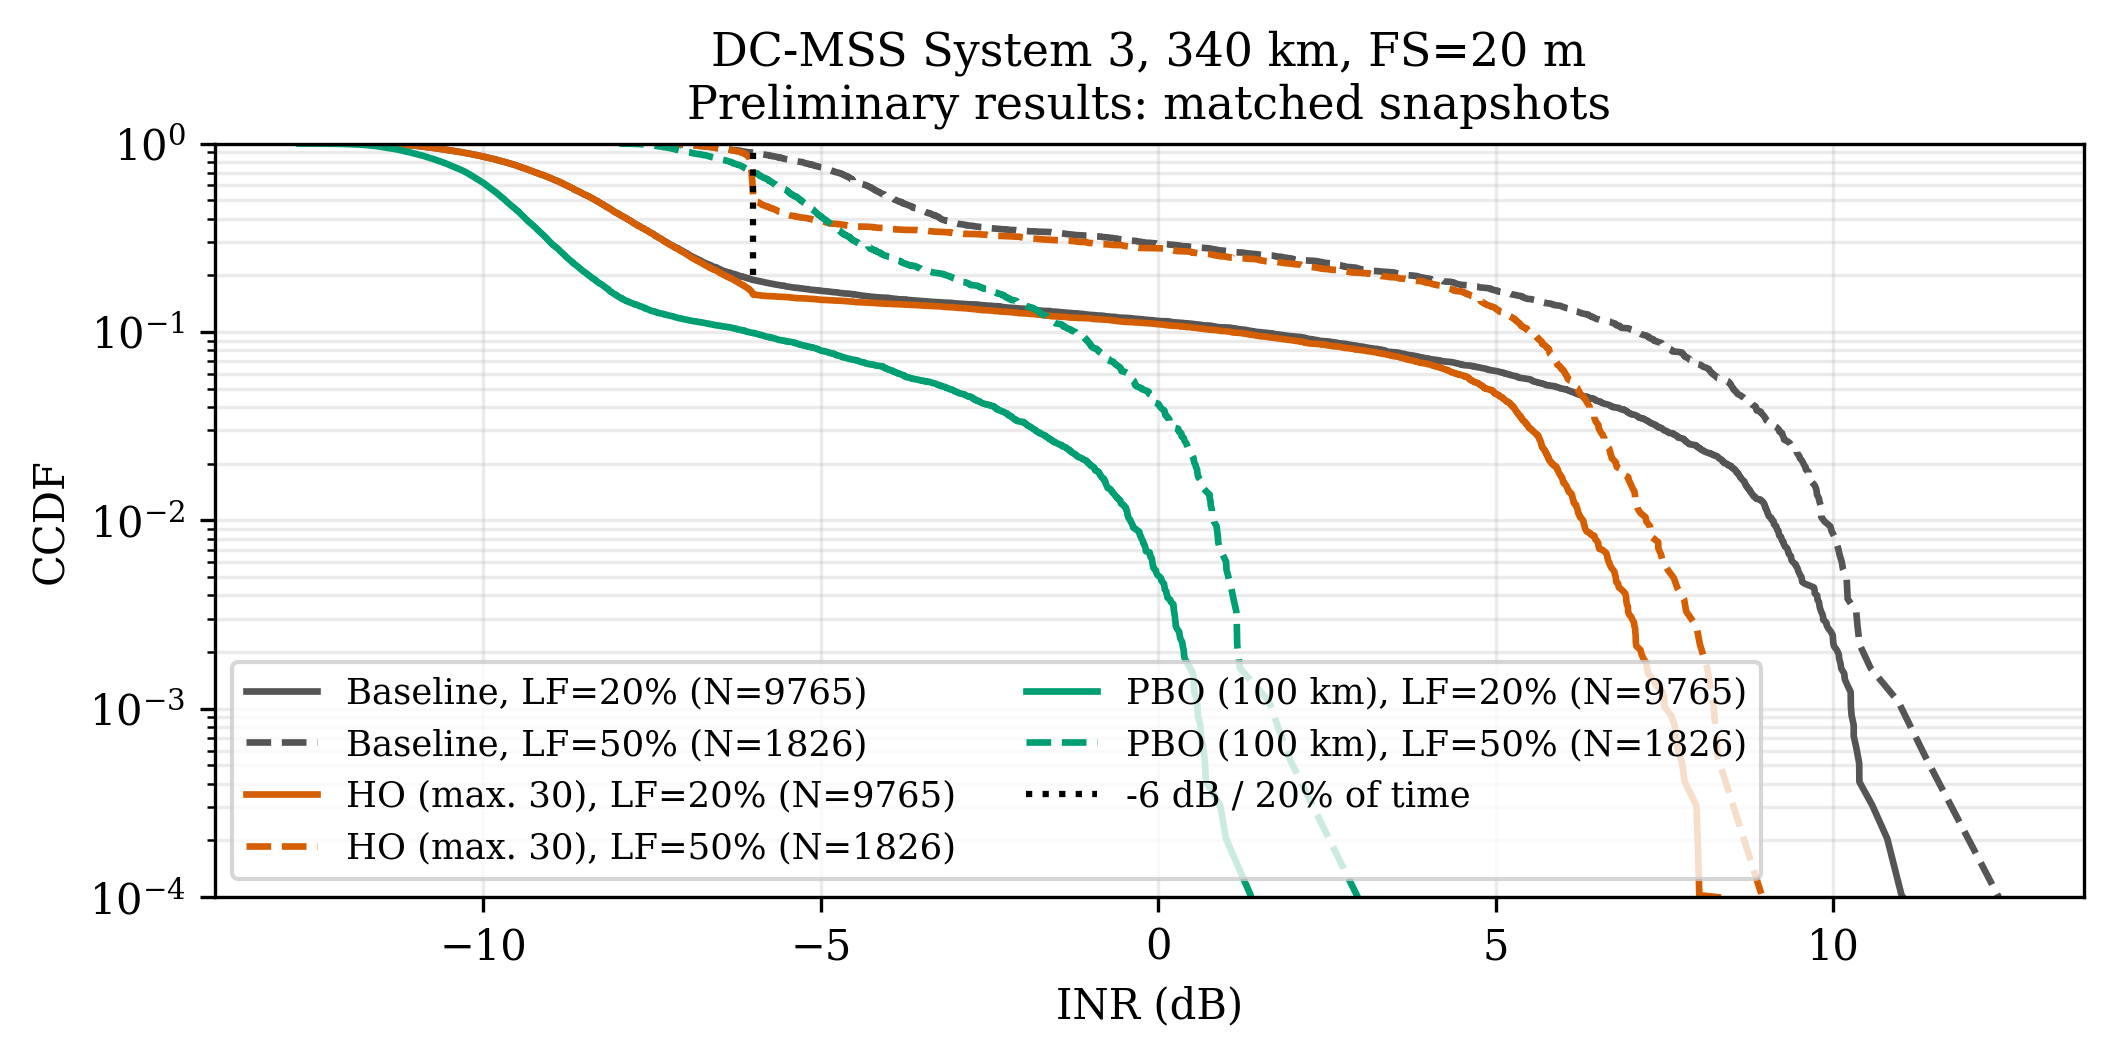 DC-MSS System 3, 340 km, FS=20 m
Preliminary results: matched snapshots
10⁰
10⁻¹
10⁻²
10⁻³
10⁻⁴
CCDF
Baseline, LF=20% (N=9765)
Baseline, LF=50% (N=1826)
HO (max. 30), LF=20% (N=9765)
HO (max. 30), LF=50% (N=1826)
PBO (100 km), LF=20% (N=9765)
PBO (100 km), LF=50% (N=1826)
-6 dB / 20% of time
−10 −5 0 5 10
INR (dB)